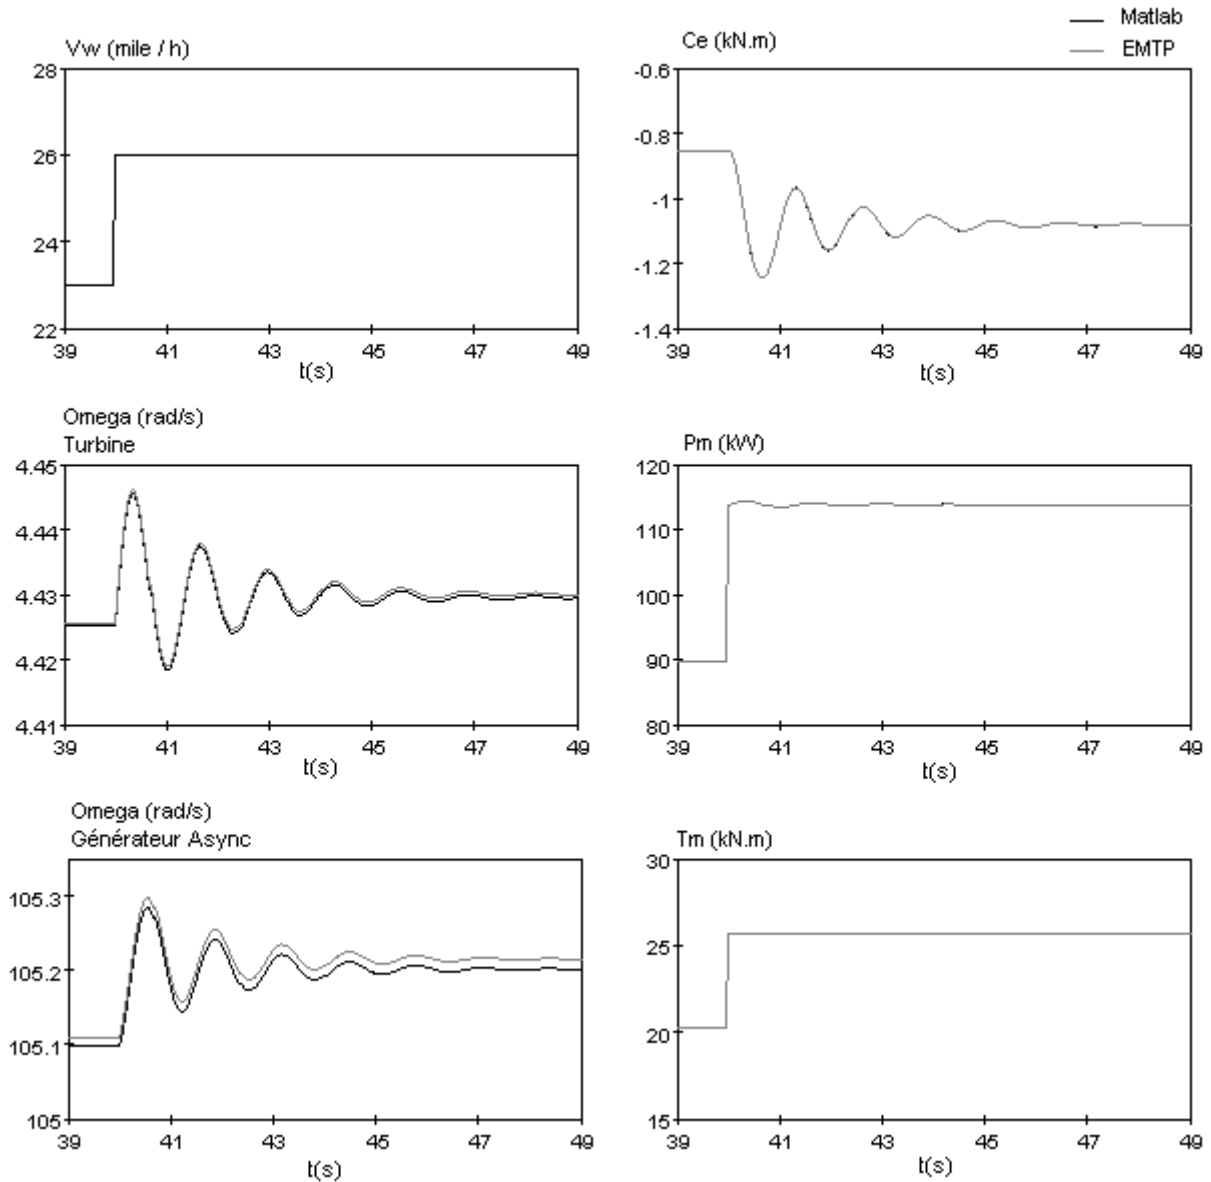 Matlab
EMTP
Vw (mile / h)
28
26
24
22
39 41 43 45 47 49
t(s)
Ce (kN.m)
-0.6
-0.8
-1
-1.2
-1.4
39 41 43 45 47 49
t(s)
Omega (rad/s)
Turbine
4.45
4.44
4.43
4.42
4.41
39 41 43 45 47 49
t(s)
Pm (kW)
120
110
100
90
80
39 41 43 45 47 49
t(s)
Omega (rad/s)
Générateur Async
105.3
105.2
105.1
105
39 41 43 45 47 49
t(s)
Tm (kN.m)
30
25
20
15
39 41 43 45 47 49
t(s)